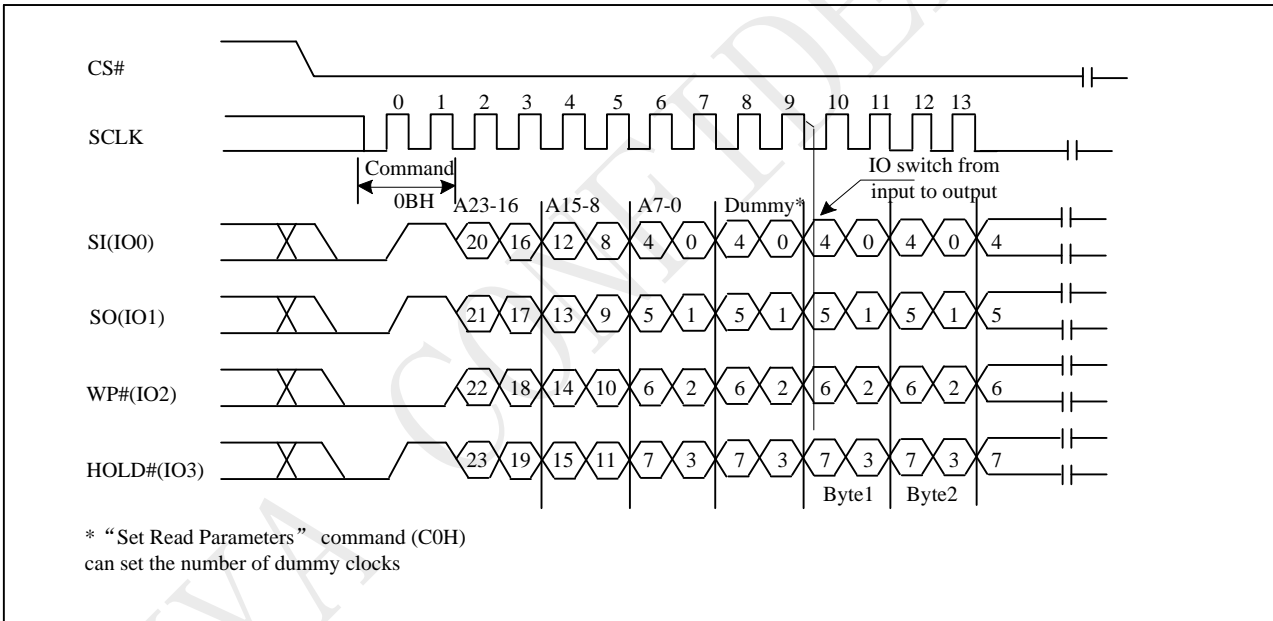 CS#
0 1 2 3 4 5 6 7 8 9 10 11 12 13
SCLK
Command
IO switch from
input to output
0BH
A23-16 A15-8 A7-0 Dummy*
SI(IO0) 20 16 12 8 4 0 4 0 4 0 4 0 4
SO(IO1) 21 17 13 9 5 1 5 1 5 1 5 1 5
WP#(IO2) 22 18 14 10 6 2 6 2 6 2 6 2 6
HOLD#(IO3) 23 19 15 11 7 3 7 3 7 3 7 3 7
Byte1 Byte2
* “Set Read Parameters” command (C0H)
can set the number of dummy clocks